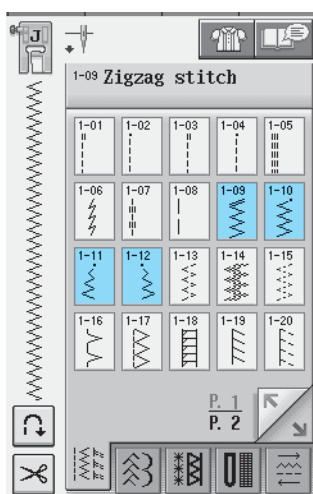 J
1-09 Zigzag stitch
1-01 1-02 1-03 1-04 1-05
1-06 1-07 1-08 1-09 1-10
1-11 1-12 1-13 1-14 1-15
1-16 1-17 1-18 1-19 1-20
P. 1
P. 2